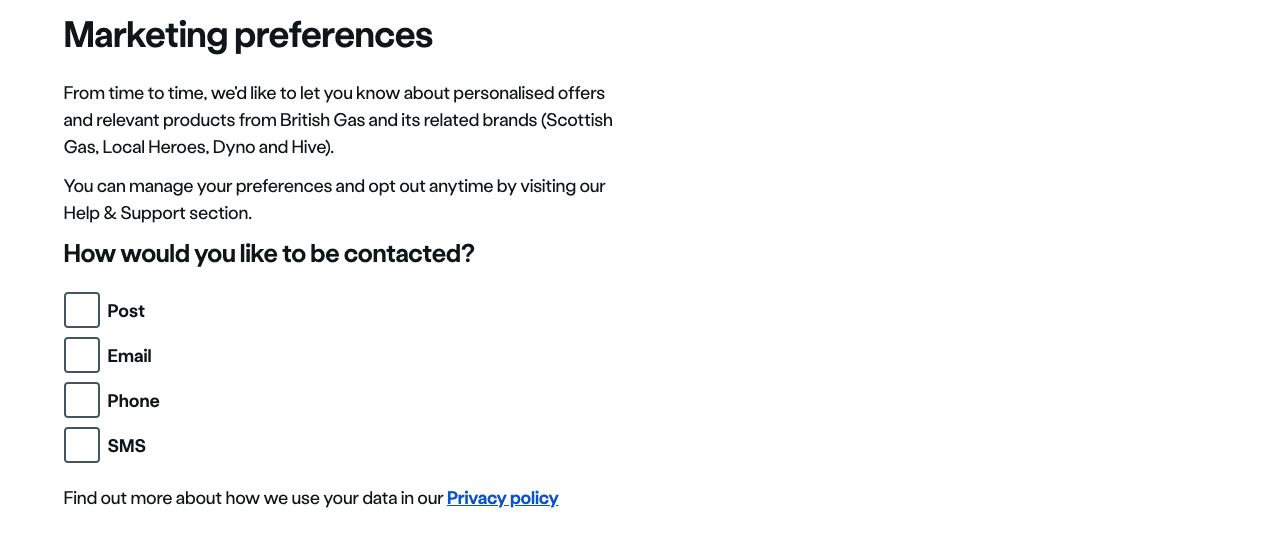 Marketing preferences
From time to time, we'd like to let you know about personalised offers
and relevant products from British Gas and its related brands (Scottish
Gas, Local Heroes, Dyno and Hive).
You can manage your preferences and opt out anytime by visiting our
Help & Support section.
How would you like to be contacted?
Post
Email
Phone
SMS
Find out more about how we use your data in our Privacy policy